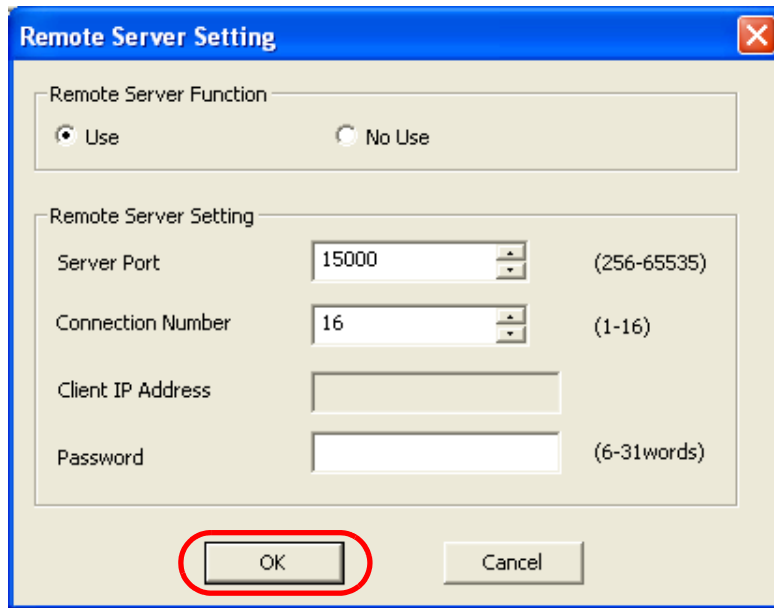 Remote Server Setting
Remote Server Function
Use No Use
Remote Server Setting
Server Port 15000 (256-65535)
Connection Number 16 (1-16)
Client IP Address
Password (6-31words)
OK Cancel